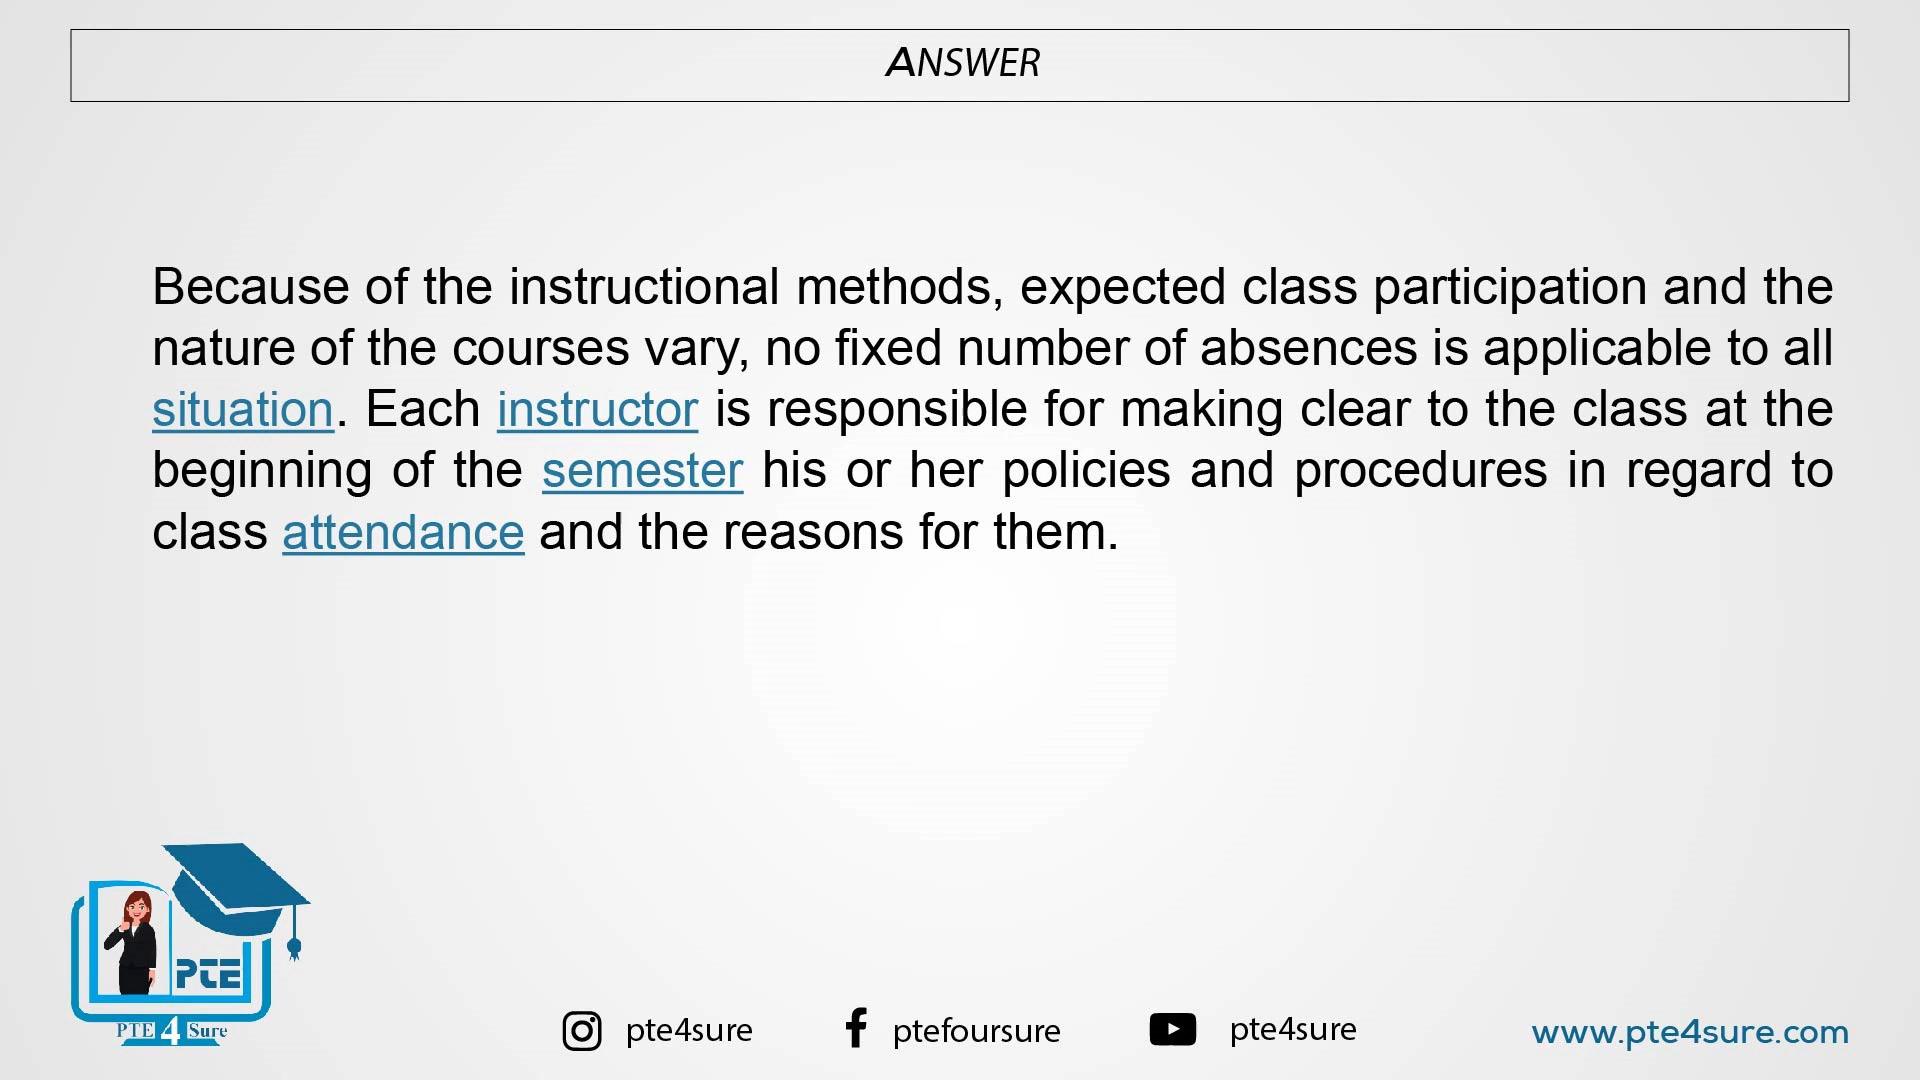 ANSWER
Because of the instructional methods, expected class participation and the
nature of the courses vary, no fixed number of absences is applicable to all
situation. Each instructor is responsible for making clear to the class at the
beginning of the semester his or her policies and procedures in regard to
class attendance and the reasons for them.
PTE
PTE 4 Sure
pte4sure
ptefoursure
pte4sure
www.pte4sure.com